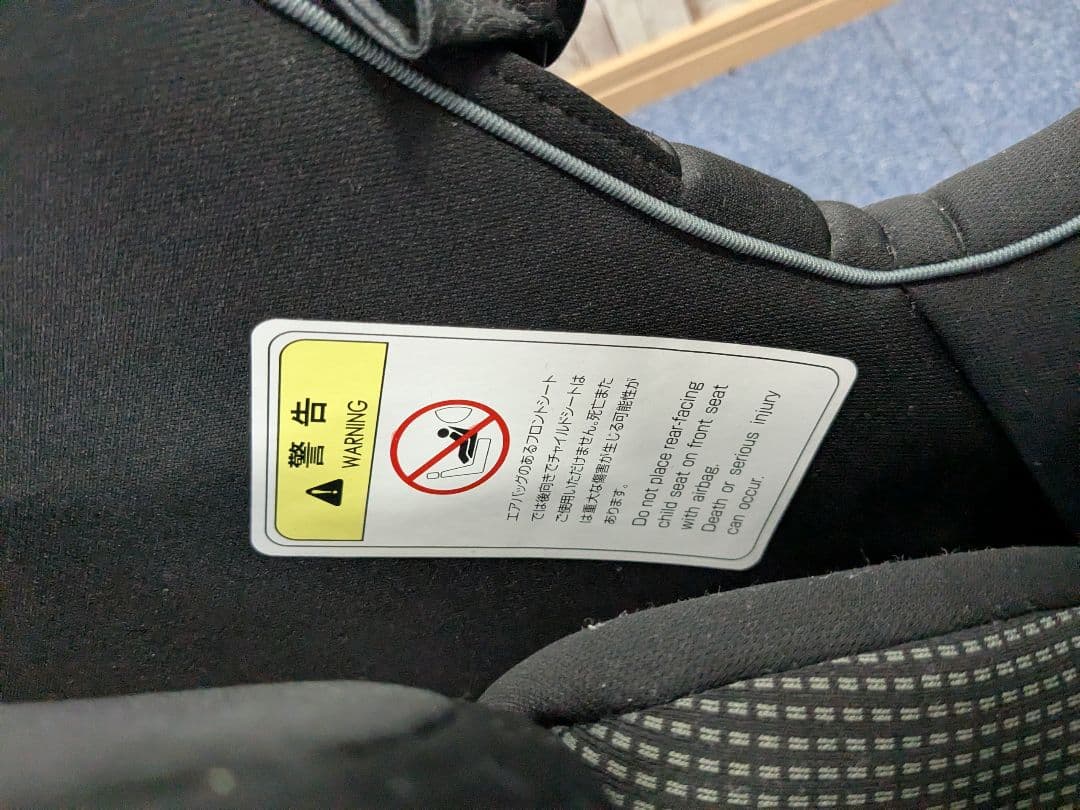 警告
WARNING
エアバッグのあるフロントシート
では後向きでチャイルドシートは
ご使用いただけません。死亡また
は重大な傷害が生じる可能性が
あります。
Do not place rear-facing
child seat on front seat
with airbag.
Death or serious injury
can occur.